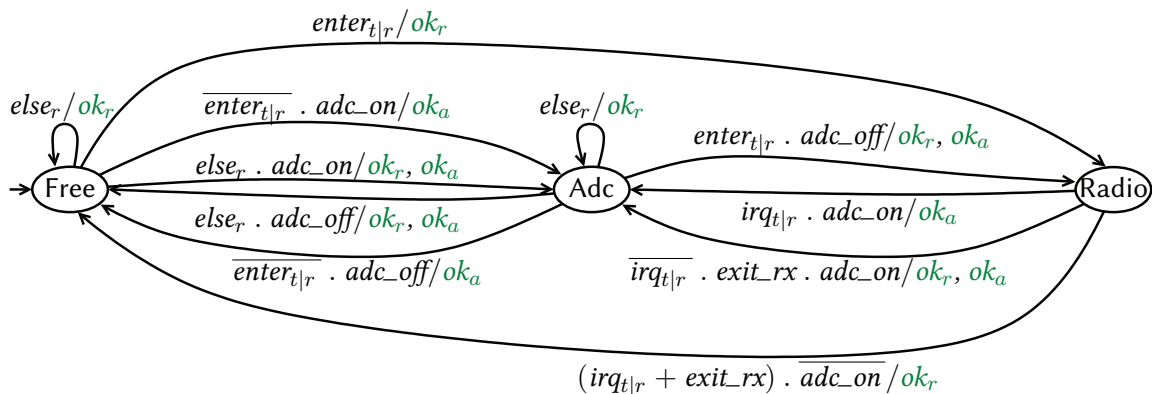 enter_{t|r}/ok_r
else_r/ok_r
\overline{enter_{t|r}} . adc_on/ok_a
else_r/ok_r
enter_{t|r} . adc_off/ok_r, ok_a
else_r . adc_on/ok_r, ok_a
Free
Adc
Radio
else_r . adc_off/ok_r, ok_a
irq_{t|r} . adc_on/ok_a
\overline{enter_{t|r}} . adc_off/ok_a
\overline{irq_{t|r}} . exit_rx . adc_on/ok_r, ok_a
(irq_{t|r} + exit_rx) . \overline{adc_on}/ok_r